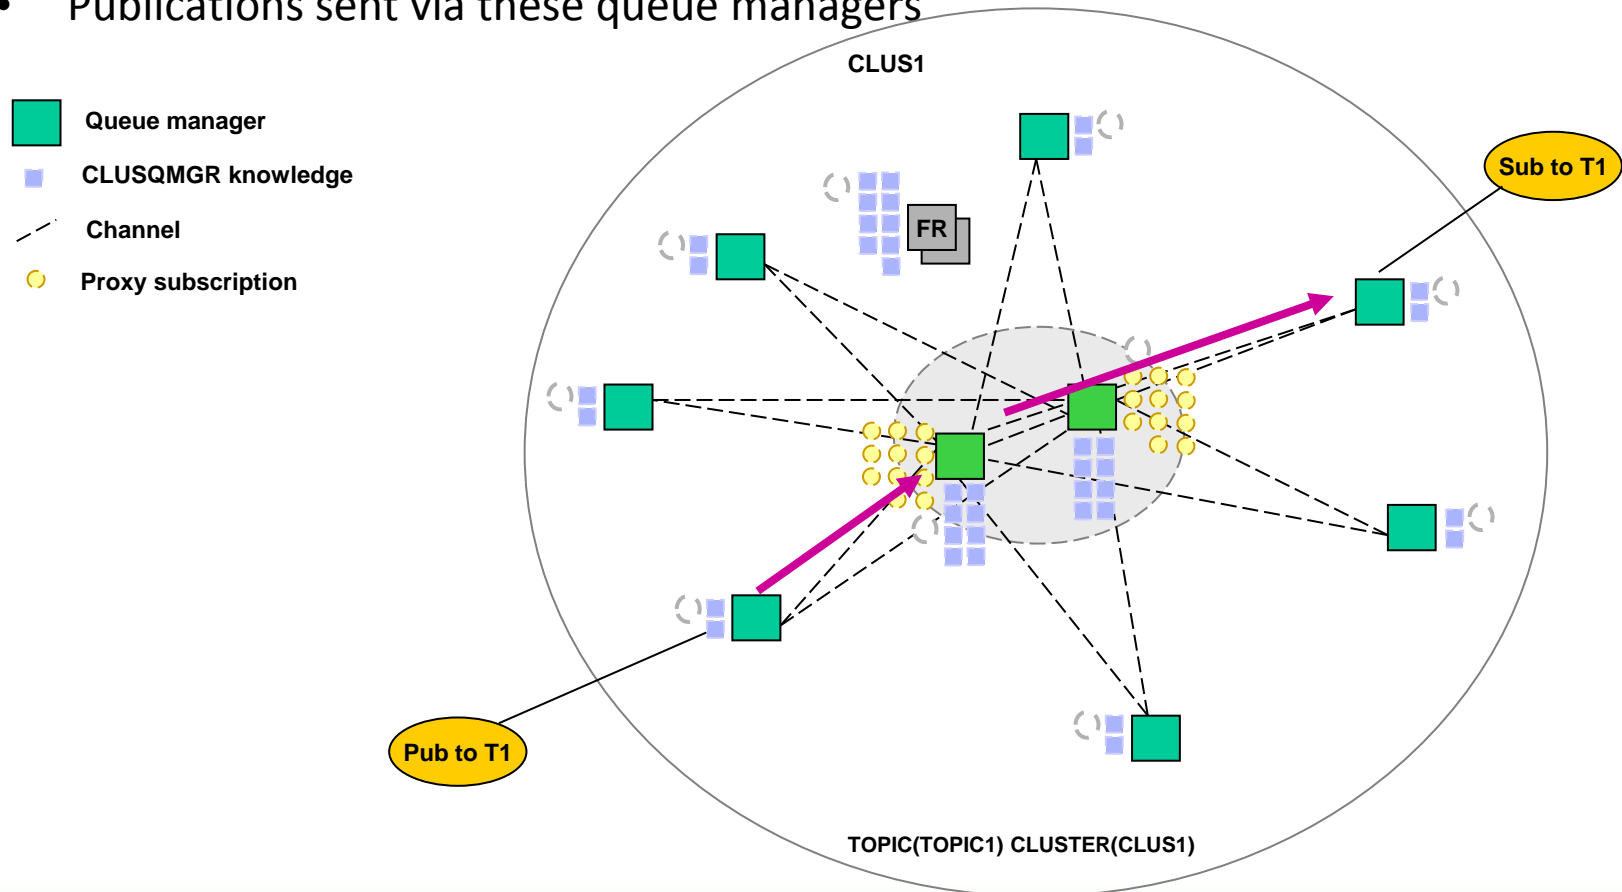 • Publications sent via these queue managers
CLUS1
Queue manager
CLUSQMGR knowledge
Channel
Proxy subscription
FR
Sub to T1
Pub to T1
TOPIC(TOPIC1) CLUSTER(CLUS1)